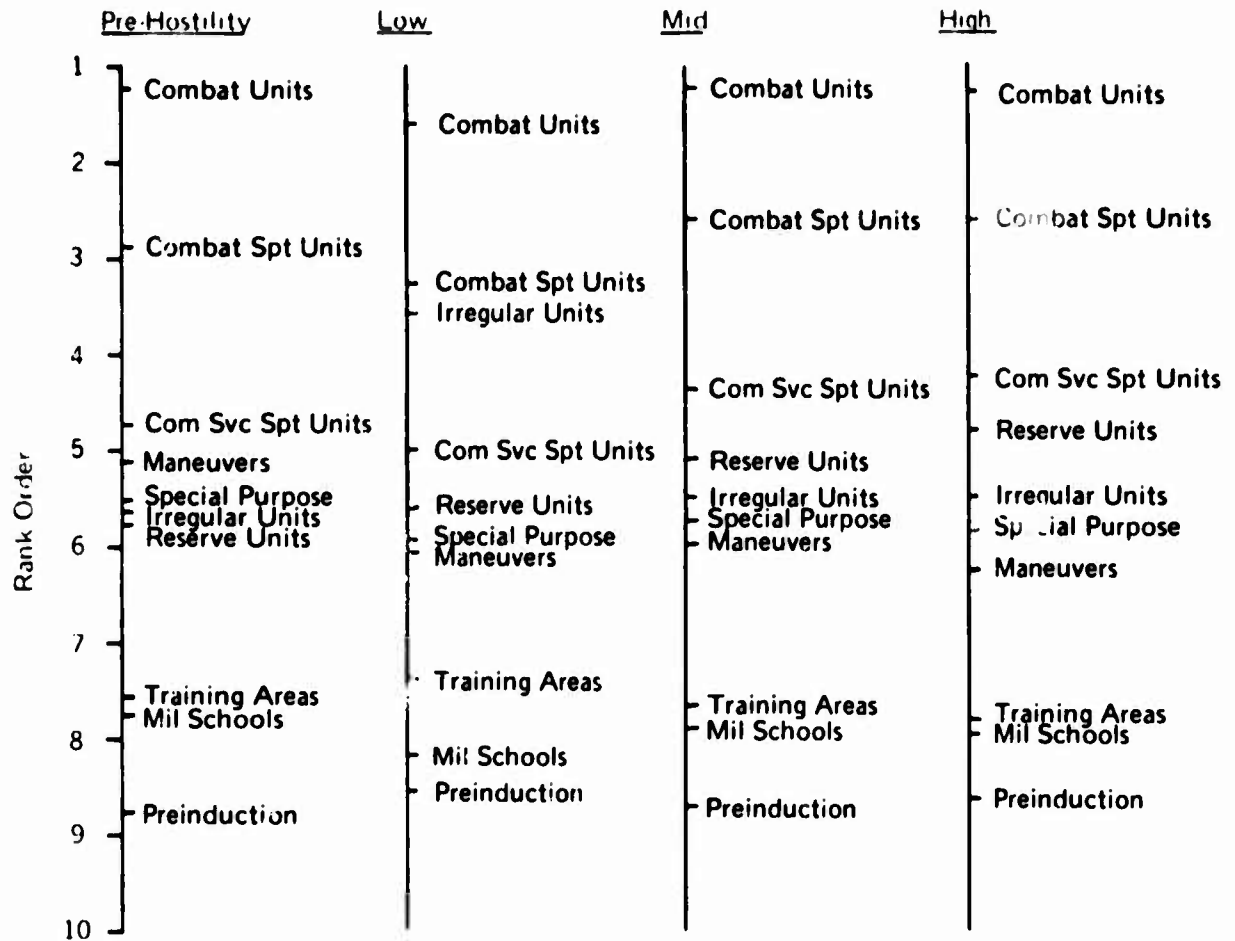 Pre-Hostility Low Mid High
Rank Order
1
2
3
4
5
6
7
8
9
10
Combat Units
Combat Spt Units
Com Svc Spt Units
Maneuvers
Special Purpose
Irregular Units
Reserve Units
Training Areas
Mil Schools
Preinduction
Combat Units
Combat Spt Units
Irregular Units
Com Svc Spt Units
Reserve Units
Special Purpose
Maneuvers
Training Areas
Mil Schools
Preinduction
Combat Units
Combat Spt Units
Com Svc Spt Units
Reserve Units
Irregular Units
Special Purpose
Maneuvers
Training Areas
Mil Schools
Preinduction
Combat Units
Combat Spt Units
Com Svc Spt Units
Reserve Units
Irregular Units
Special Purpose
Maneuvers
Training Areas
Mil Schools
Preinduction